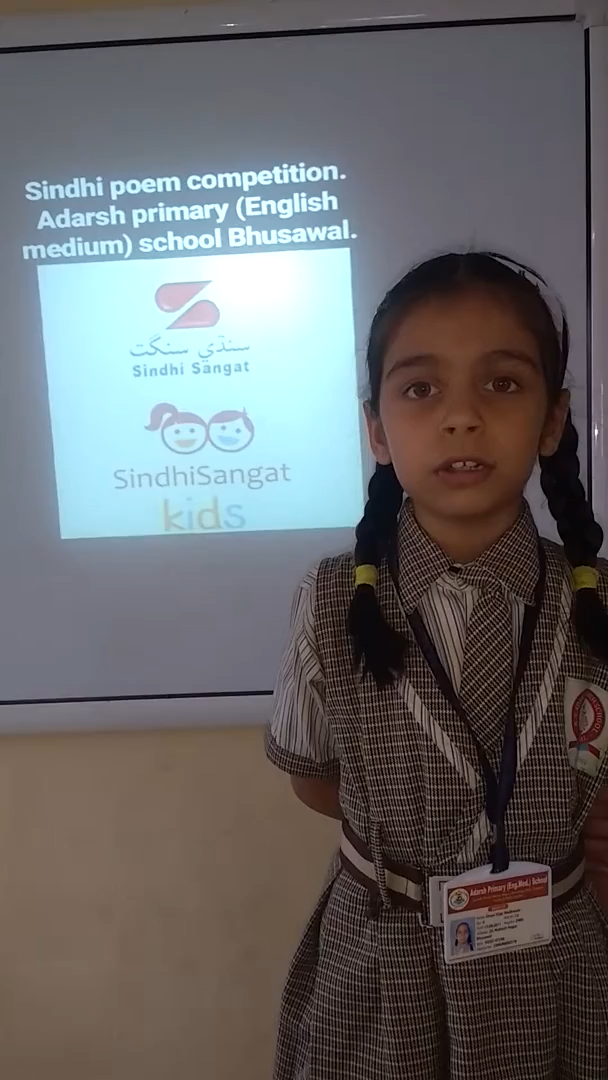 Sindhi poem competition.
Adarsh primary (English
medium) school Bhusawal.
سنڌي سنگت
Sindhi Sangat
SindhiSangat
kids
Adarsh Primary (Eng.Med.) School